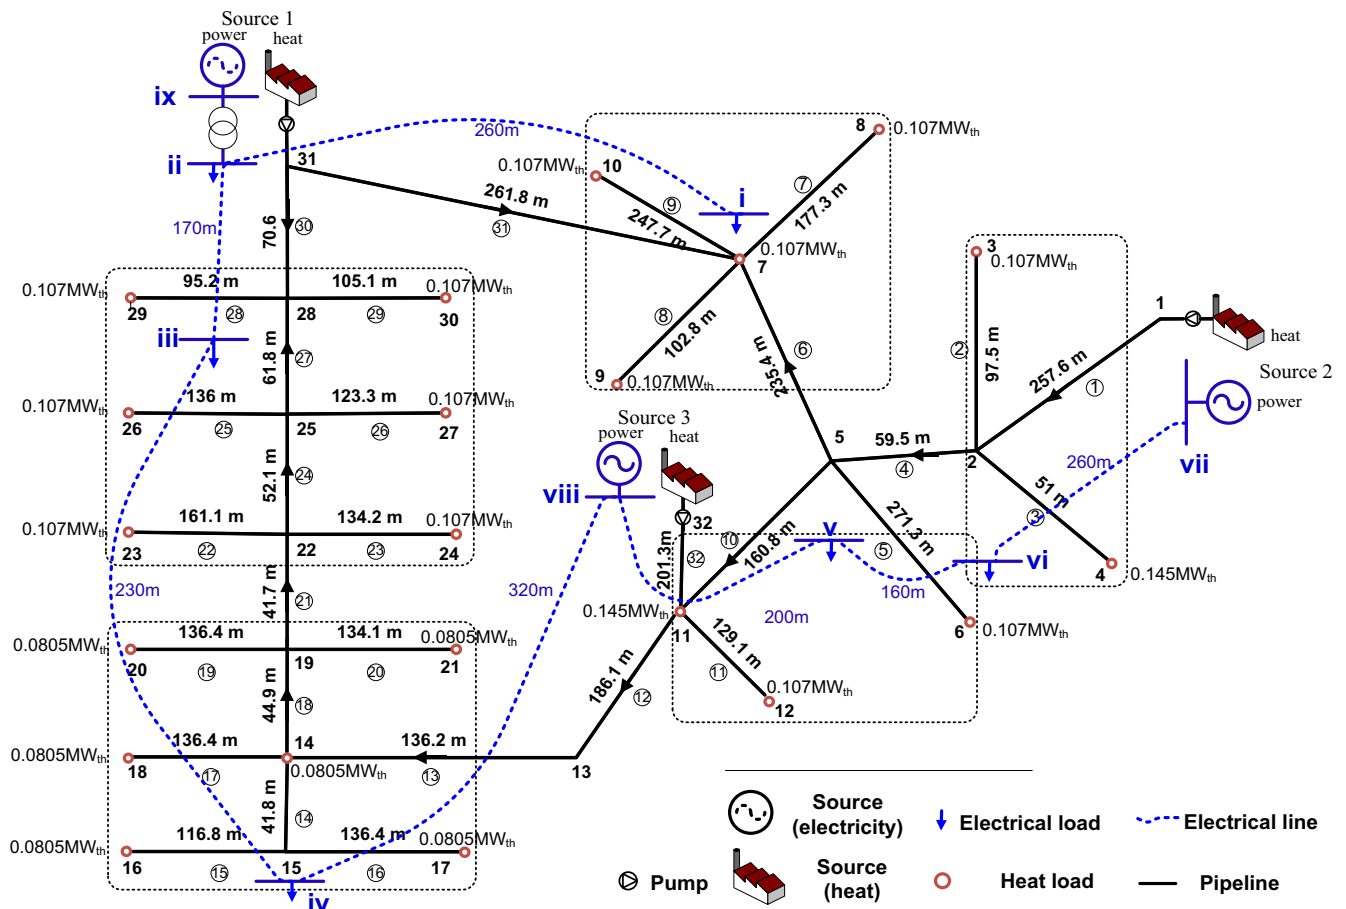 Source 1
power
heat
ix
ii
31
260m
261.8 m
31
170m
70.6
30
8
0.107MWth
10
0.107MWth
9
247.7 m
7
177.3 m
i
0.107MWth
7
8
102.8 m
9
0.107MWth
235.4 m
6
3
0.107MWth
2
97.5 m
1
257.6 m
1
heat
Source 2
power
vii
260m
0.107MWth
95.2 m
105.1 m
0.107MWth
29
28
28
29
30
iii
61.8 m
27
0.107MWth
136 m
123.3 m
0.107MWth
26
25
25
26
27
52.1 m
24
0.107MWth
161.1 m
134.2 m
0.107MWth
23
22
22
23
24
230m
41.7 m
21
Source 3
power
heat
viii
32
201.3m
32
5
59.5 m
4
2
51 m
3
4
0.145MWth
10
160.8 m
v
5
271.3 m
vi
160m
200m
6
0.107MWth
320m
0.145MWth
11
129.1 m
11
0.107MWth
12
186.1 m
12
0.0805MWth
136.4 m
134.1 m
0.0805MWth
20
19
19
20
21
44.9 m
18
0.0805MWth
136.4 m
14
136.2 m
18
17
0.0805MWth
13
13
41.8 m
14
0.0805MWth
116.8 m
136.4 m
0.0805MWth
16
15
15
16
17
iv
Source
(electricity)
Electrical load
Electrical line
Pump
Source
(heat)
Heat load
Pipeline